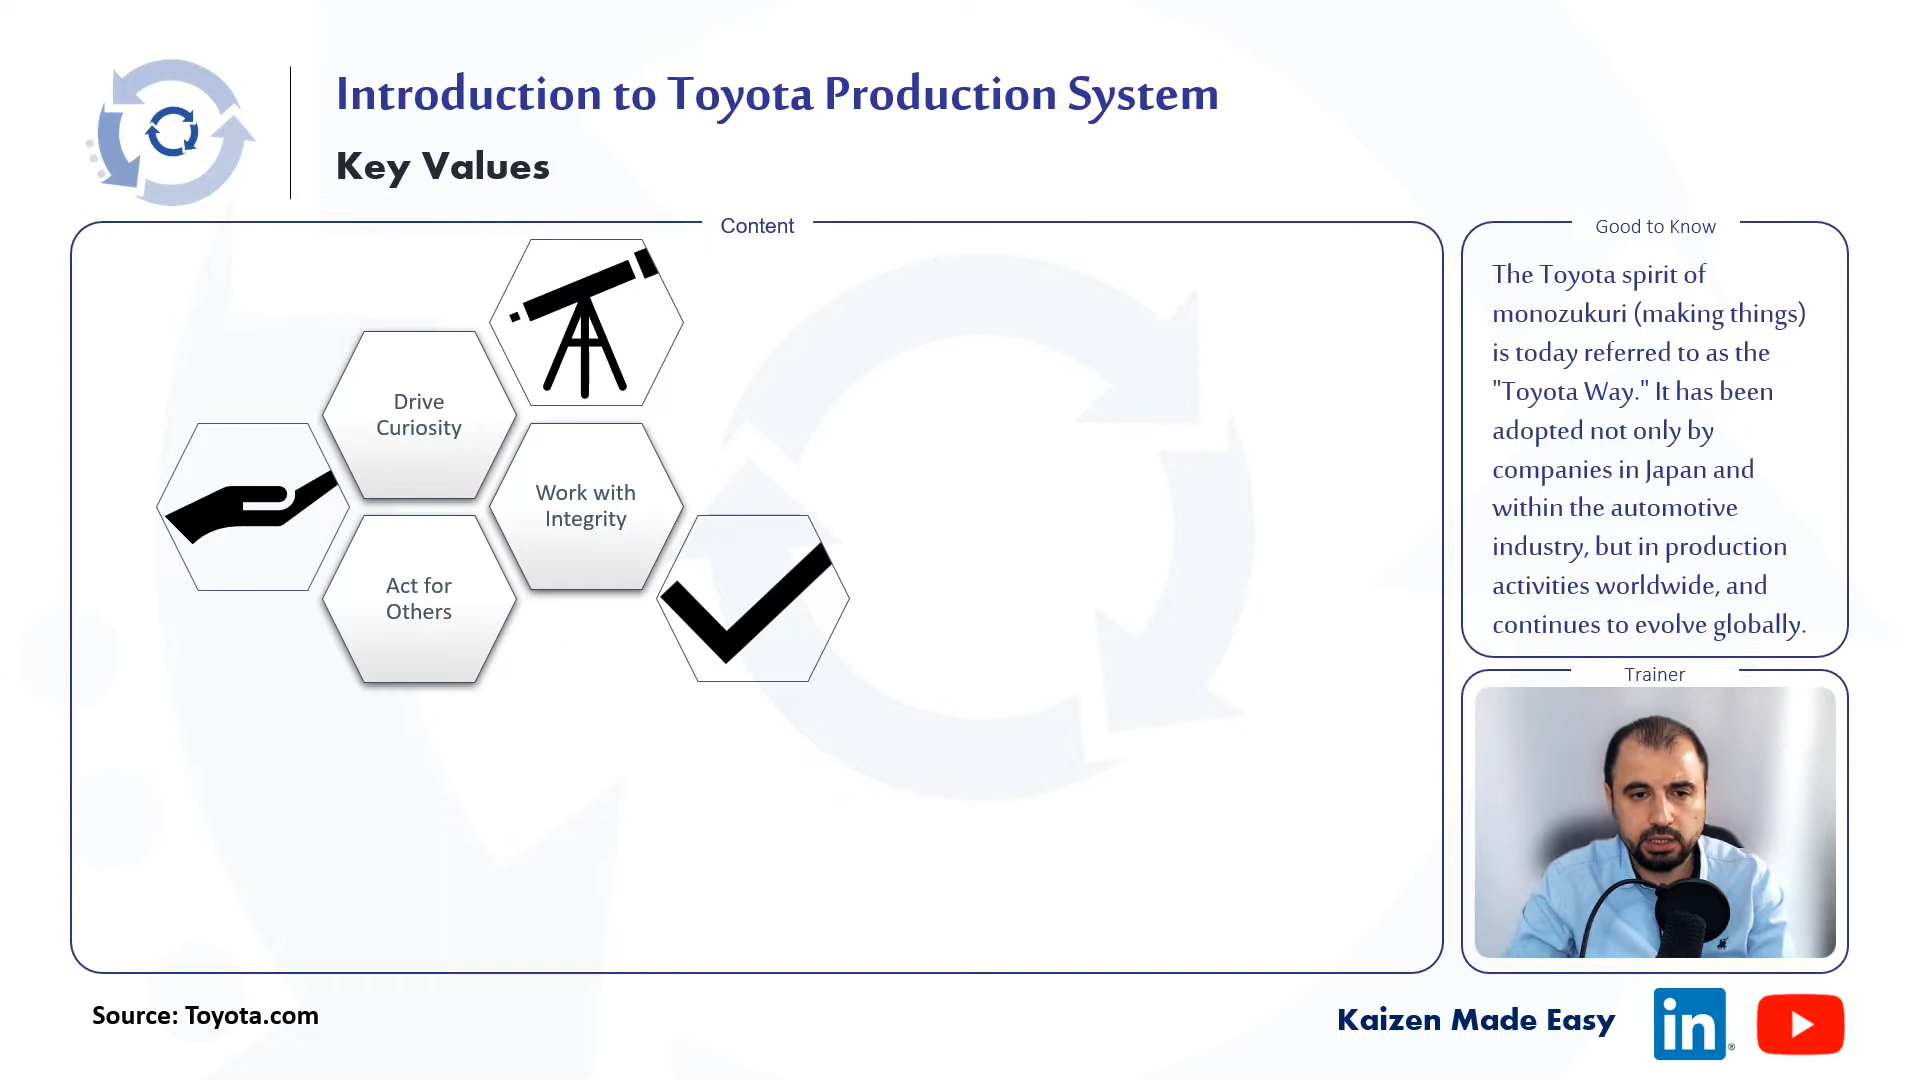 Introduction to Toyota Production System
Key Values
Content
Drive
Curiosity
Work with
Integrity
Act for
Others
Good to Know
The Toyota spirit of
monozukuri (making things)
is today referred to as the
"Toyota Way." It has been
adopted not only by
companies in Japan and
within the automotive
industry, but in production
activities worldwide, and
continues to evolve globally.
Trainer
Source: Toyota.com
Kaizen Made Easy
in®